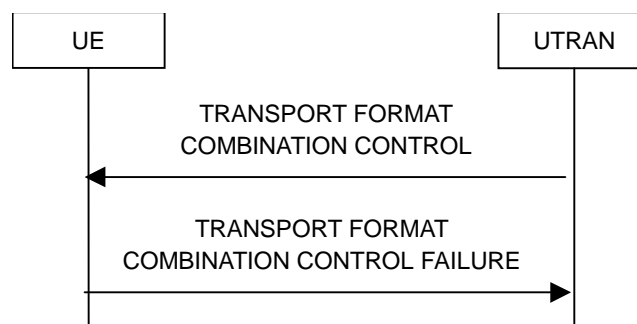 UE
UTRAN
TRANSPORT FORMAT
COMBINATION CONTROL
TRANSPORT FORMAT
COMBINATION CONTROL FAILURE